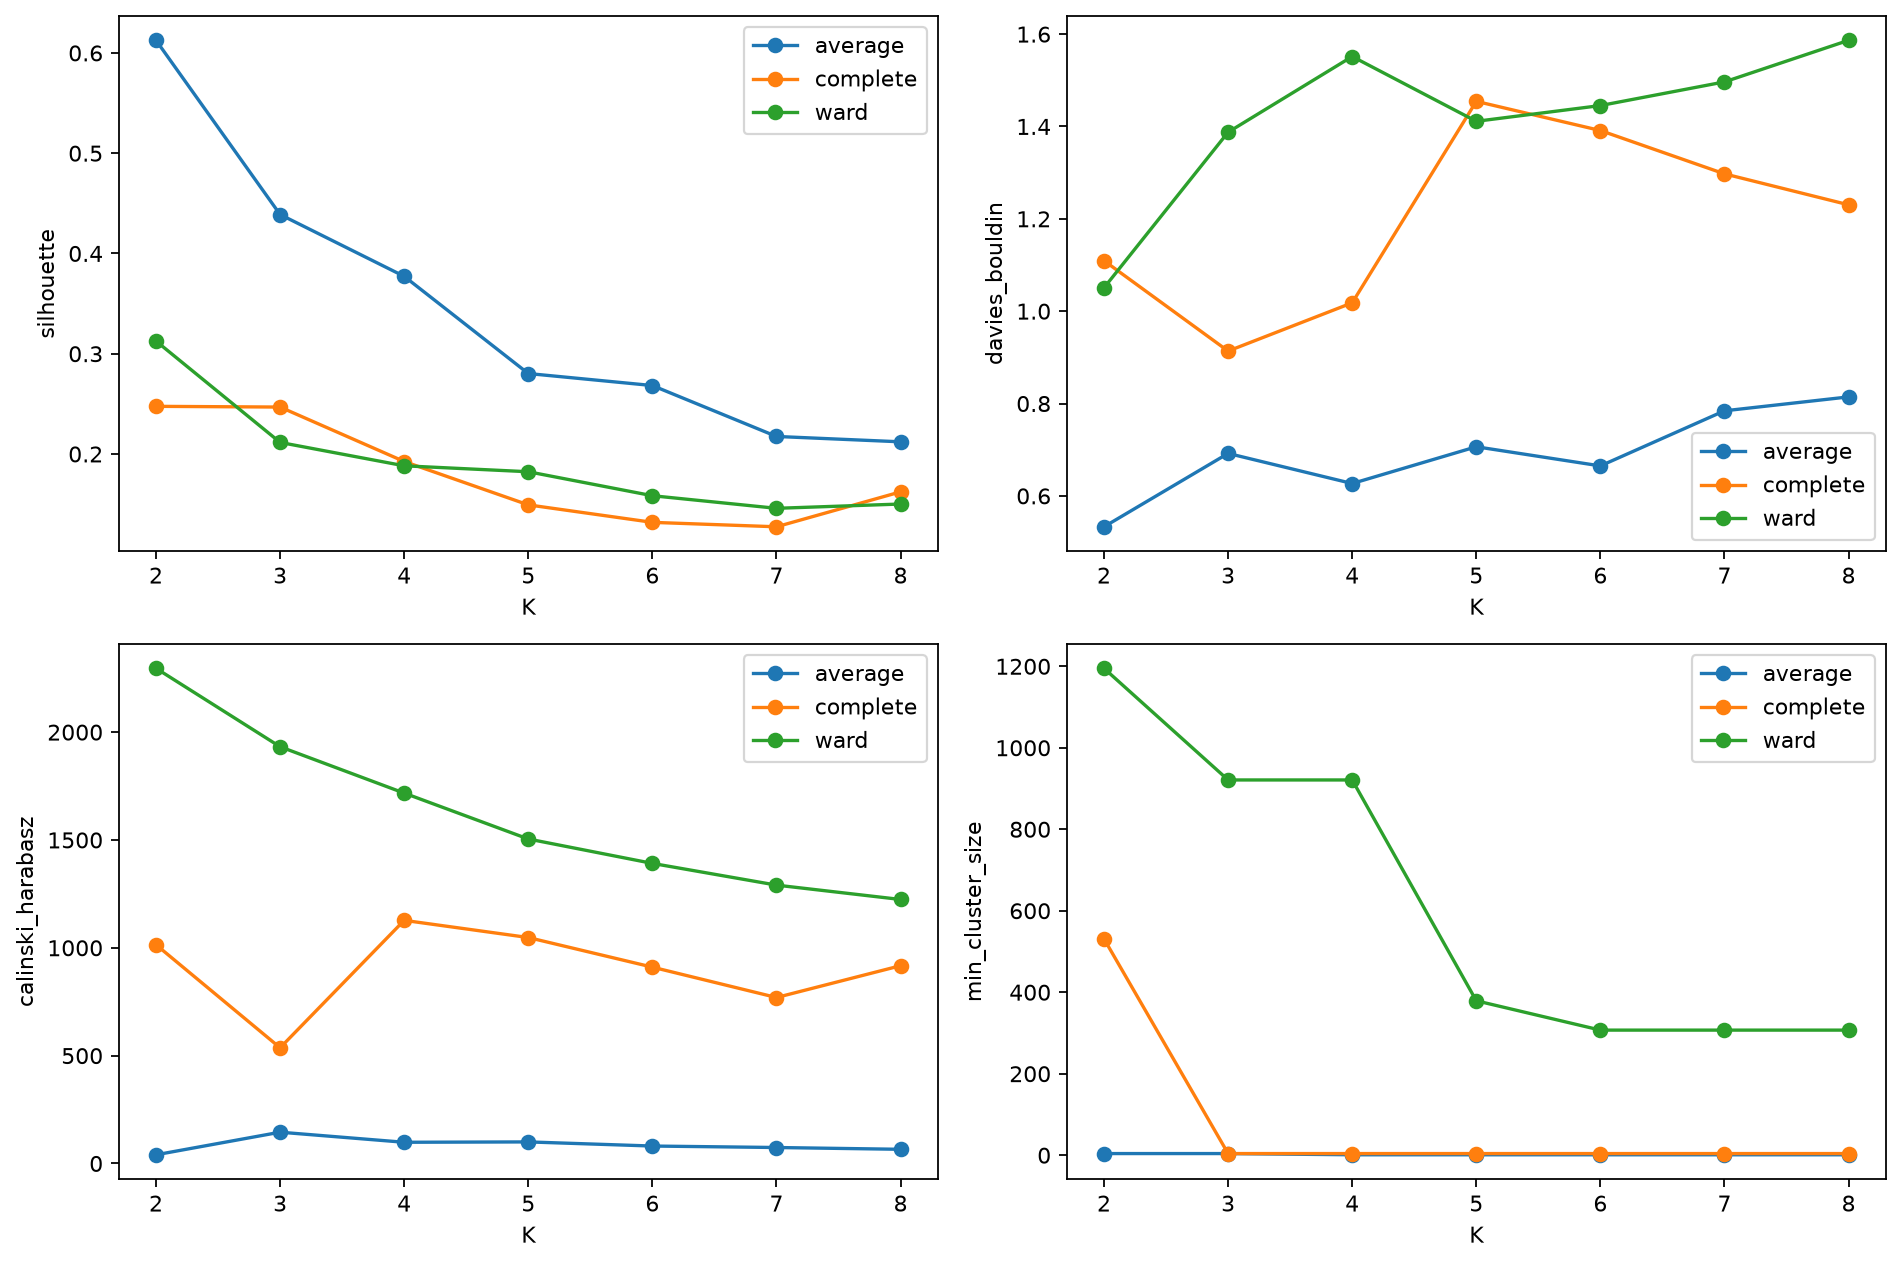 silhouette
0.6
0.5
0.4
0.3
0.2
average
complete
ward
2 3 4 5 6 7 8
K
davies_bouldin
1.6
1.4
1.2
1.0
0.8
0.6
average
complete
ward
2 3 4 5 6 7 8
K
calinski_harabasz
2000
1500
1000
500
0
average
complete
ward
2 3 4 5 6 7 8
K
min_cluster_size
1200
1000
800
600
400
200
0
average
complete
ward
2 3 4 5 6 7 8
K